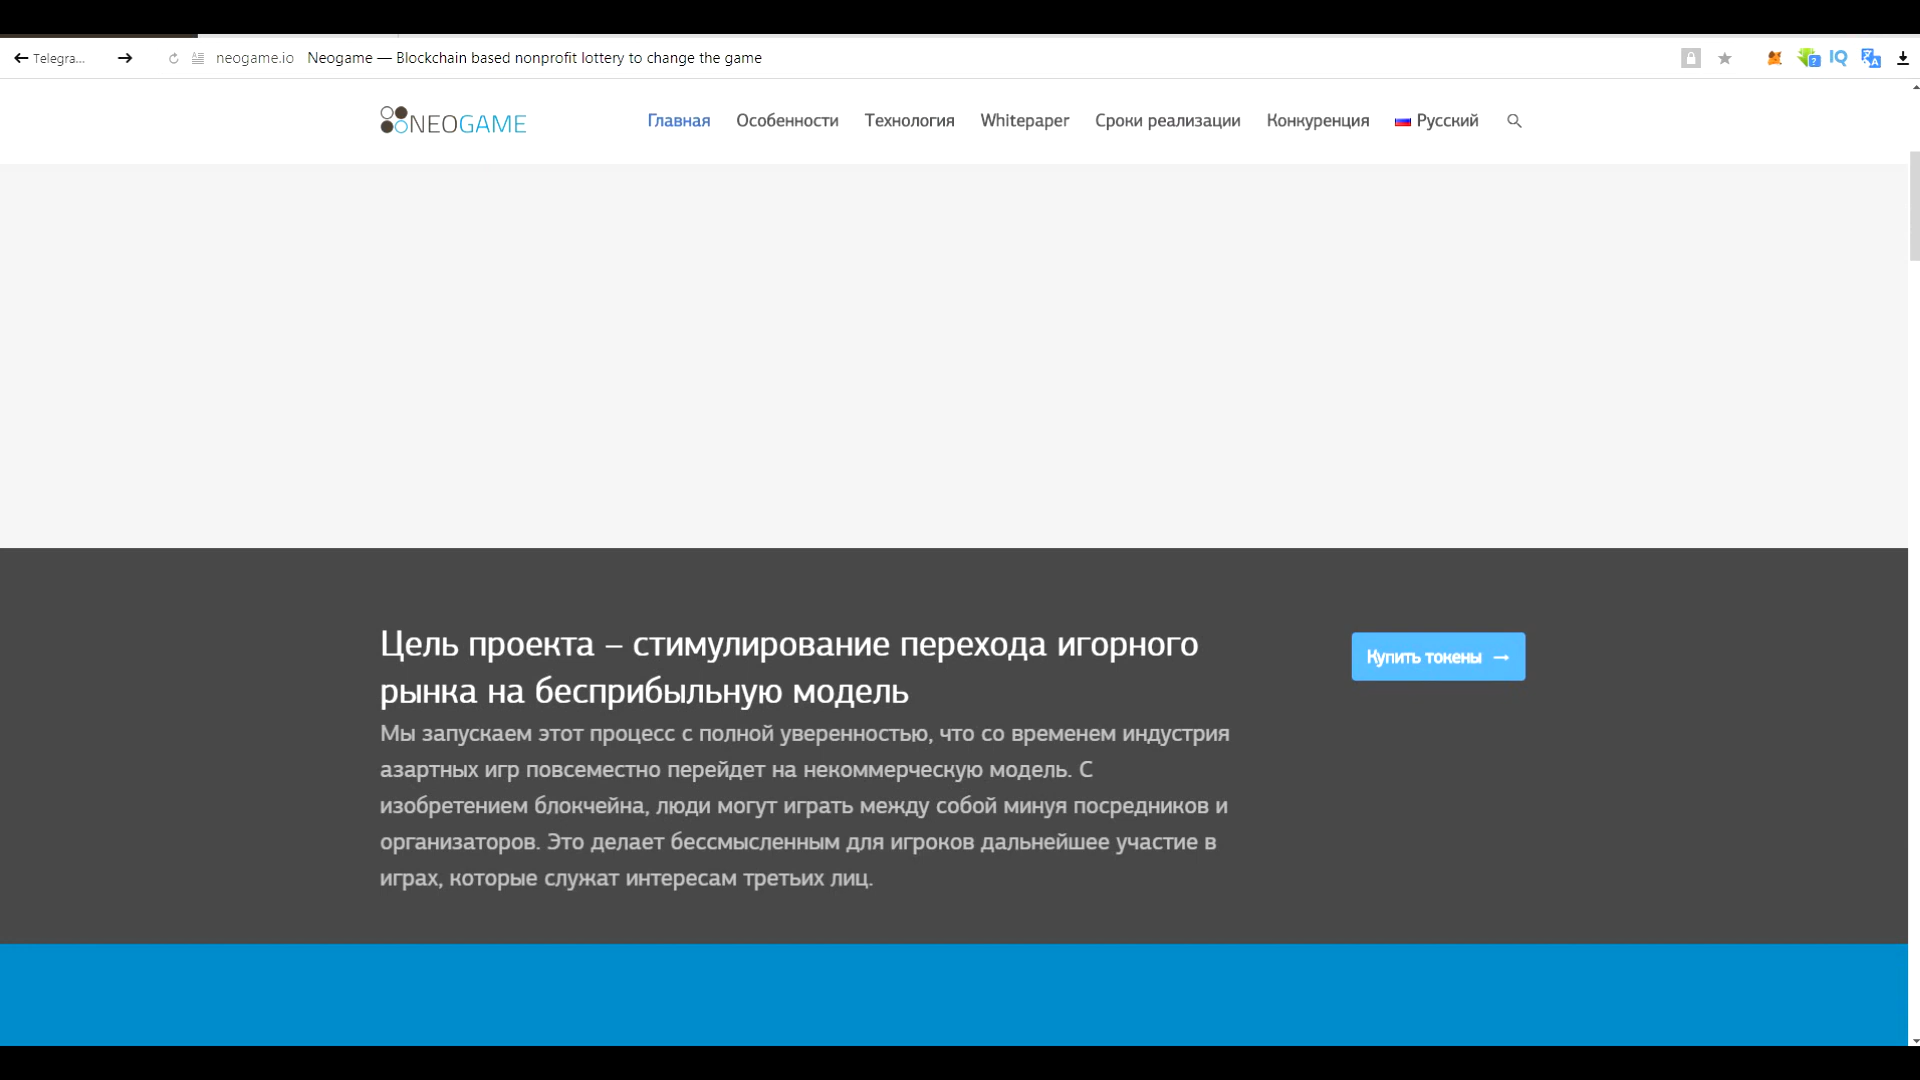 Telegra...
neogame.io Neogame — Blockchain based nonprofit lottery to change the game
IQ
NEOGAME
Главная Особенности Технология Whitepaper Сроки реализации Конкуренция Русский
Цель проекта – стимулирование перехода игорного
рынка на бесприбыльную модель
Купить токены →
Мы запускаем этот процесс с полной уверенностью, что со временем индустрия
азартных игр повсеместно перейдет на некоммерческую модель. С
изобретением блокчейна, люди могут играть между собой минуя посредников и
организаторов. Это делает бессмысленным для игроков дальнейшее участие в
играх, которые служат интересам третьих лиц.